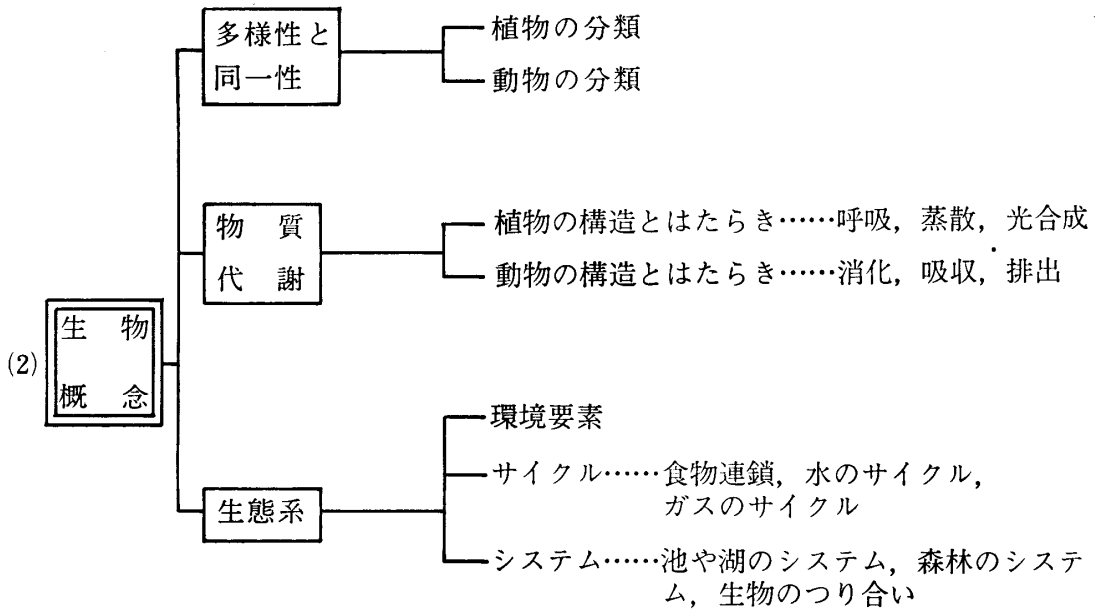 多様性と
同一性
植物の分類
動物の分類
物質
代謝
植物の構造とはたらき……呼吸，蒸散，光合成
動物の構造とはたらき……消化，吸収，排出
(2)
生物
概念
生態系
環境要素
サイクル……食物連鎖，水のサイクル，
ガスのサイクル
システム……池や湖のシステム，森林のシステ
ム，生物のつり合い